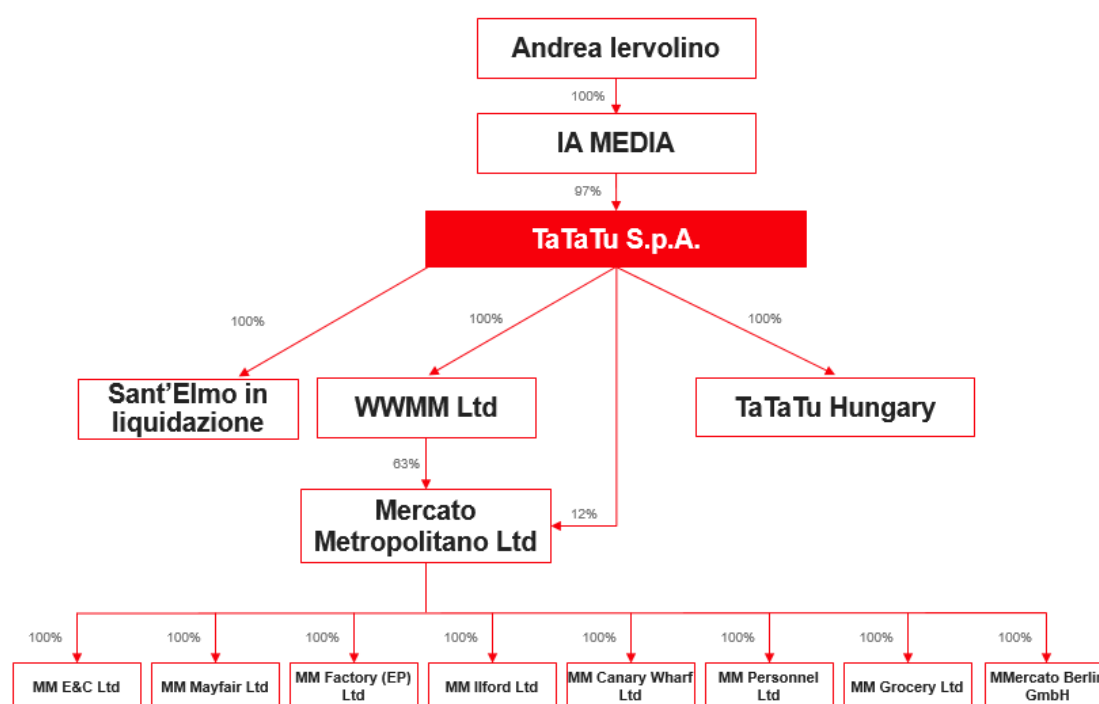 Andrea Iervolino
100%
IA MEDIA
97%
TaTaTu S.p.A.
100%
100%
100%
Sant'Elmo in
liquidazione
WWMM Ltd
TaTaTu Hungary
63%
Mercato
Metropolitano Ltd
12%
100%
100%
100%
100%
100%
100%
100%
100%
MM E&C Ltd
MM Mayfair Ltd
MM Factory (EP)
Ltd
MM Ilford Ltd
MM Canary Wharf
Ltd
MM Personnel
Ltd
MM Grocery Ltd
MMercato Berlin
GmbH